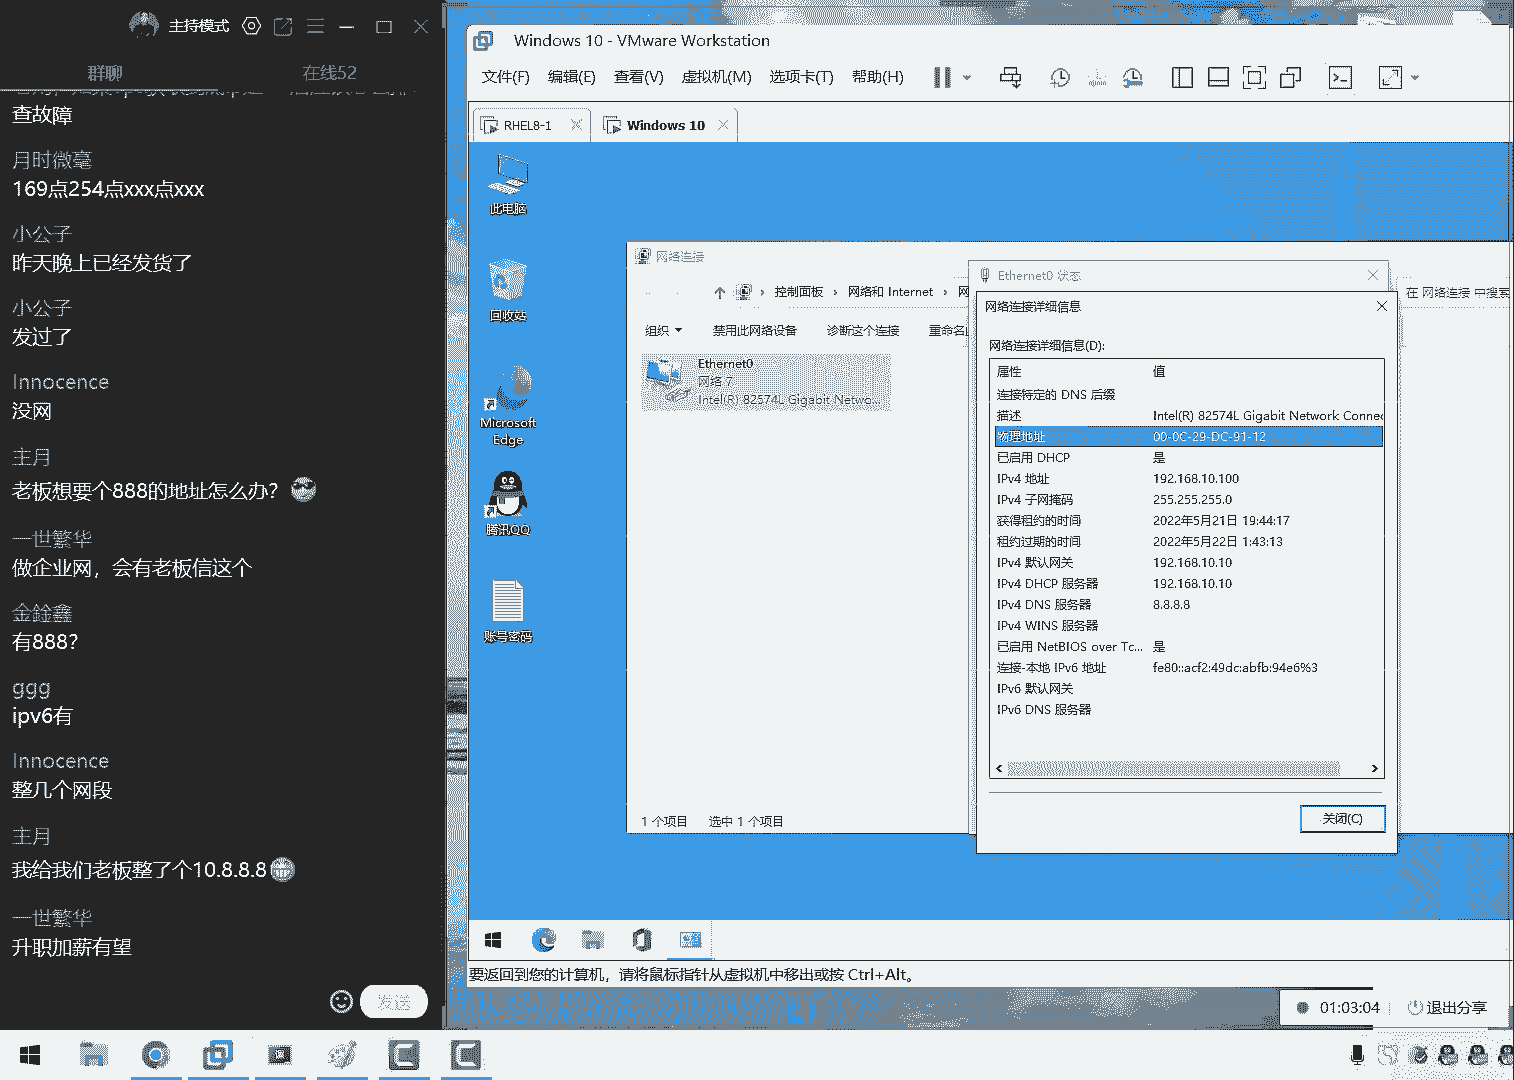 主持模式
群聊
在线52
查故障
月时微毫
169点254点xxx点xxx
小公子
昨天晚上已经发货了
小公子
发过了
Innocence
没网
主月
老板想要个888的地址怎么办？
一世繁华
做企业网，会有老板信这个
金銓鑫
有888?
ggg
ipv6有
Innocence
整几个网段
主月
我给我们老板整了个10.8.8.8
一世繁华
升职加薪有望
发送
Windows 10 - VMware Workstation
文件(F) 编辑(E) 查看(V) 虚拟机(M) 选项卡(T) 帮助(H)
RHEL8-1
Windows 10
此电脑
回收站
Microsoft
Edge
腾讯QQ
账号密码
网络连接
控制面板 › 网络和 Internet › 网
在 网络连接 中搜索
组织 禁用此网络设备 诊断这个连接 重命名
Ethernet0
网络 7
Intel(R) 82574L Gigabit Netwo...
1 个项目 选中 1 个项目
Ethernet0 状态
网络连接详细信息
网络连接详细信息(D):
属性 值
连接特定的 DNS 后缀
描述 Intel(R) 82574L Gigabit Network Connec
物理地址 00-0C-29-DC-91-12
已启用 DHCP 是
IPv4 地址 192.168.10.100
IPv4 子网掩码 255.255.255.0
获得租约的时间 2022年5月21日 19:44:17
租约过期的时间 2022年5月22日 1:43:13
IPv4 默认网关 192.168.10.10
IPv4 DHCP 服务器 192.168.10.10
IPv4 DNS 服务器 8.8.8.8
IPv4 WINS 服务器
已启用 NetBIOS over Tc... 是
连接-本地 IPv6 地址 fe80::acf2:49dc:abfb:94e6%3
IPv6 默认网关
IPv6 DNS 服务器
关闭(C)
要返回到您的计算机，请将鼠标指针从虚拟机中移出或按 Ctrl+Alt。
01:03:04
退出分享